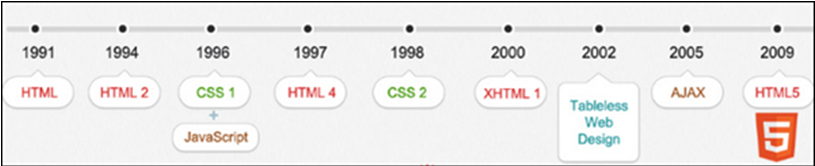 1991 1994 1996 1997 1998 2000 2002 2005 2009
HTML HTML 2 CSS 1 HTML 4 CSS 2 XHTML 1 Tableless AJAX HTML5
+ Web
JavaScript Design 5